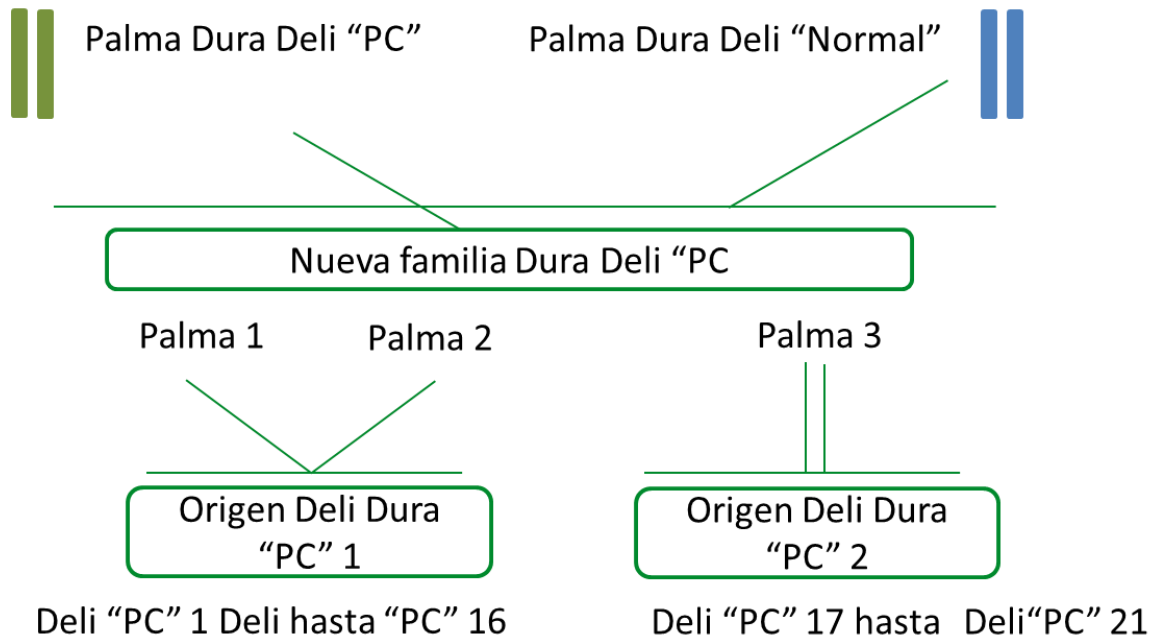 Palma Dura Deli “PC”
Palma Dura Deli “Normal”
Nueva familia Dura Deli “PC
Palma 1
Palma 2
Palma 3
Origen Deli Dura
“PC” 1
Origen Deli Dura
“PC” 2
Deli “PC” 1 Deli hasta “PC” 16
Deli “PC” 17 hasta Deli“PC” 21